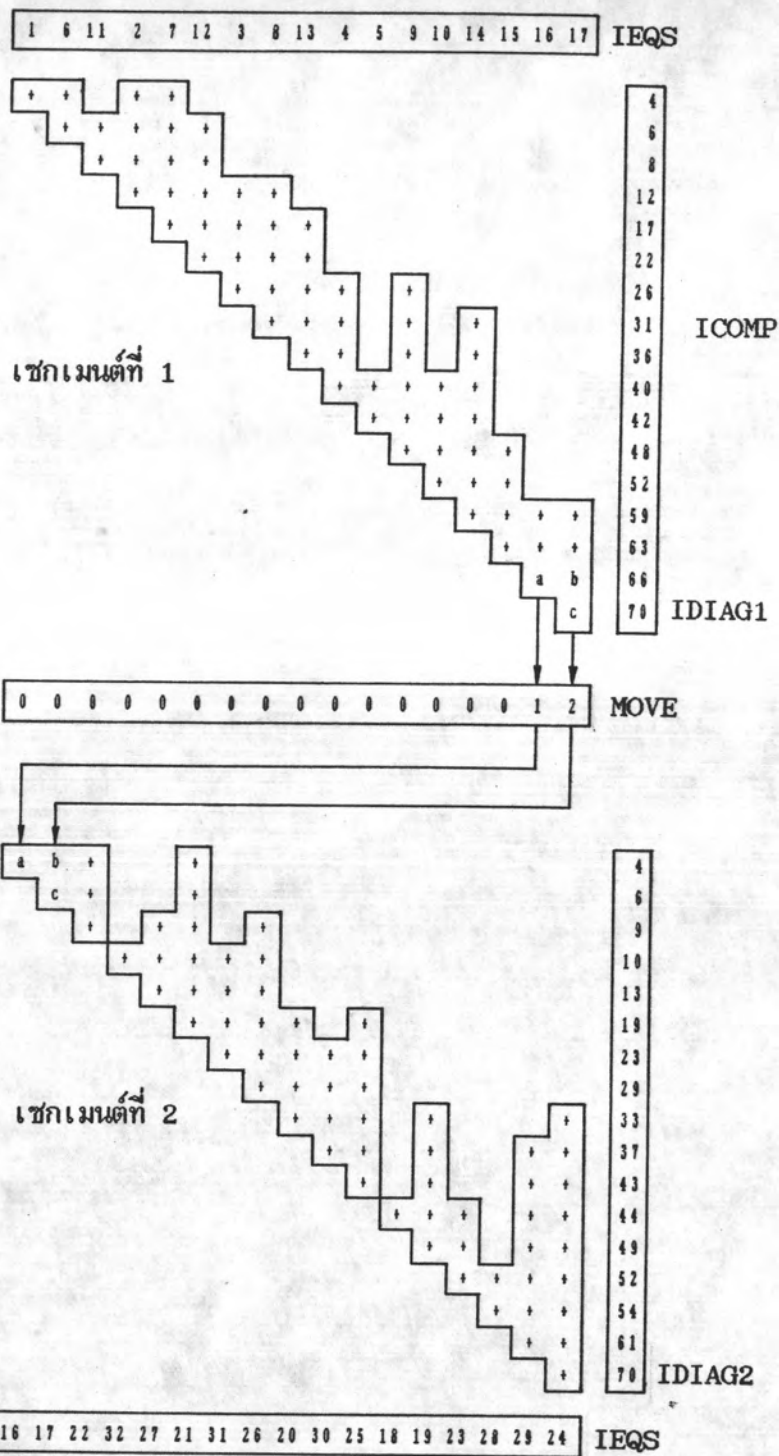 1 6 11 2 7 12 3 8 13 4 5 9 10 14 15 16 17 IEQS
+ + + + 4
+ + + + + 6
+ + + + 8
+ + + + + 12
+ + + + + 17
+ + + + 22
+ + + + + 26
+ + + + + 31 ICOMP
+ + + + 36
เซกเมนต์ที่ 1
+ + + + + 40
+ + + + 42
+ + + + 48
+ + + 52
+ + + + 59
+ + + 63
a b 66
c 70 IDIAG1
0 0 0 0 0 0 0 0 0 0 0 0 0 0 0 1 2 MOVE
a b + + 4
c + + 6
+ + + + 9
+ + + + + 10
+ + + + 13
+ + + + 19
+ + + + + 23
+ + + + 29
เซกเมนต์ที่ 2
+ + + + + 33
+ + + + + 37
+ + + + 43
+ + + + + 44
+ + + + 49
+ + + + 52
+ + + 54
+ + 61
+ 70 IDIAG2
16 17 22 32 27 21 31 26 20 30 25 18 19 23 28 29 24 IEQS